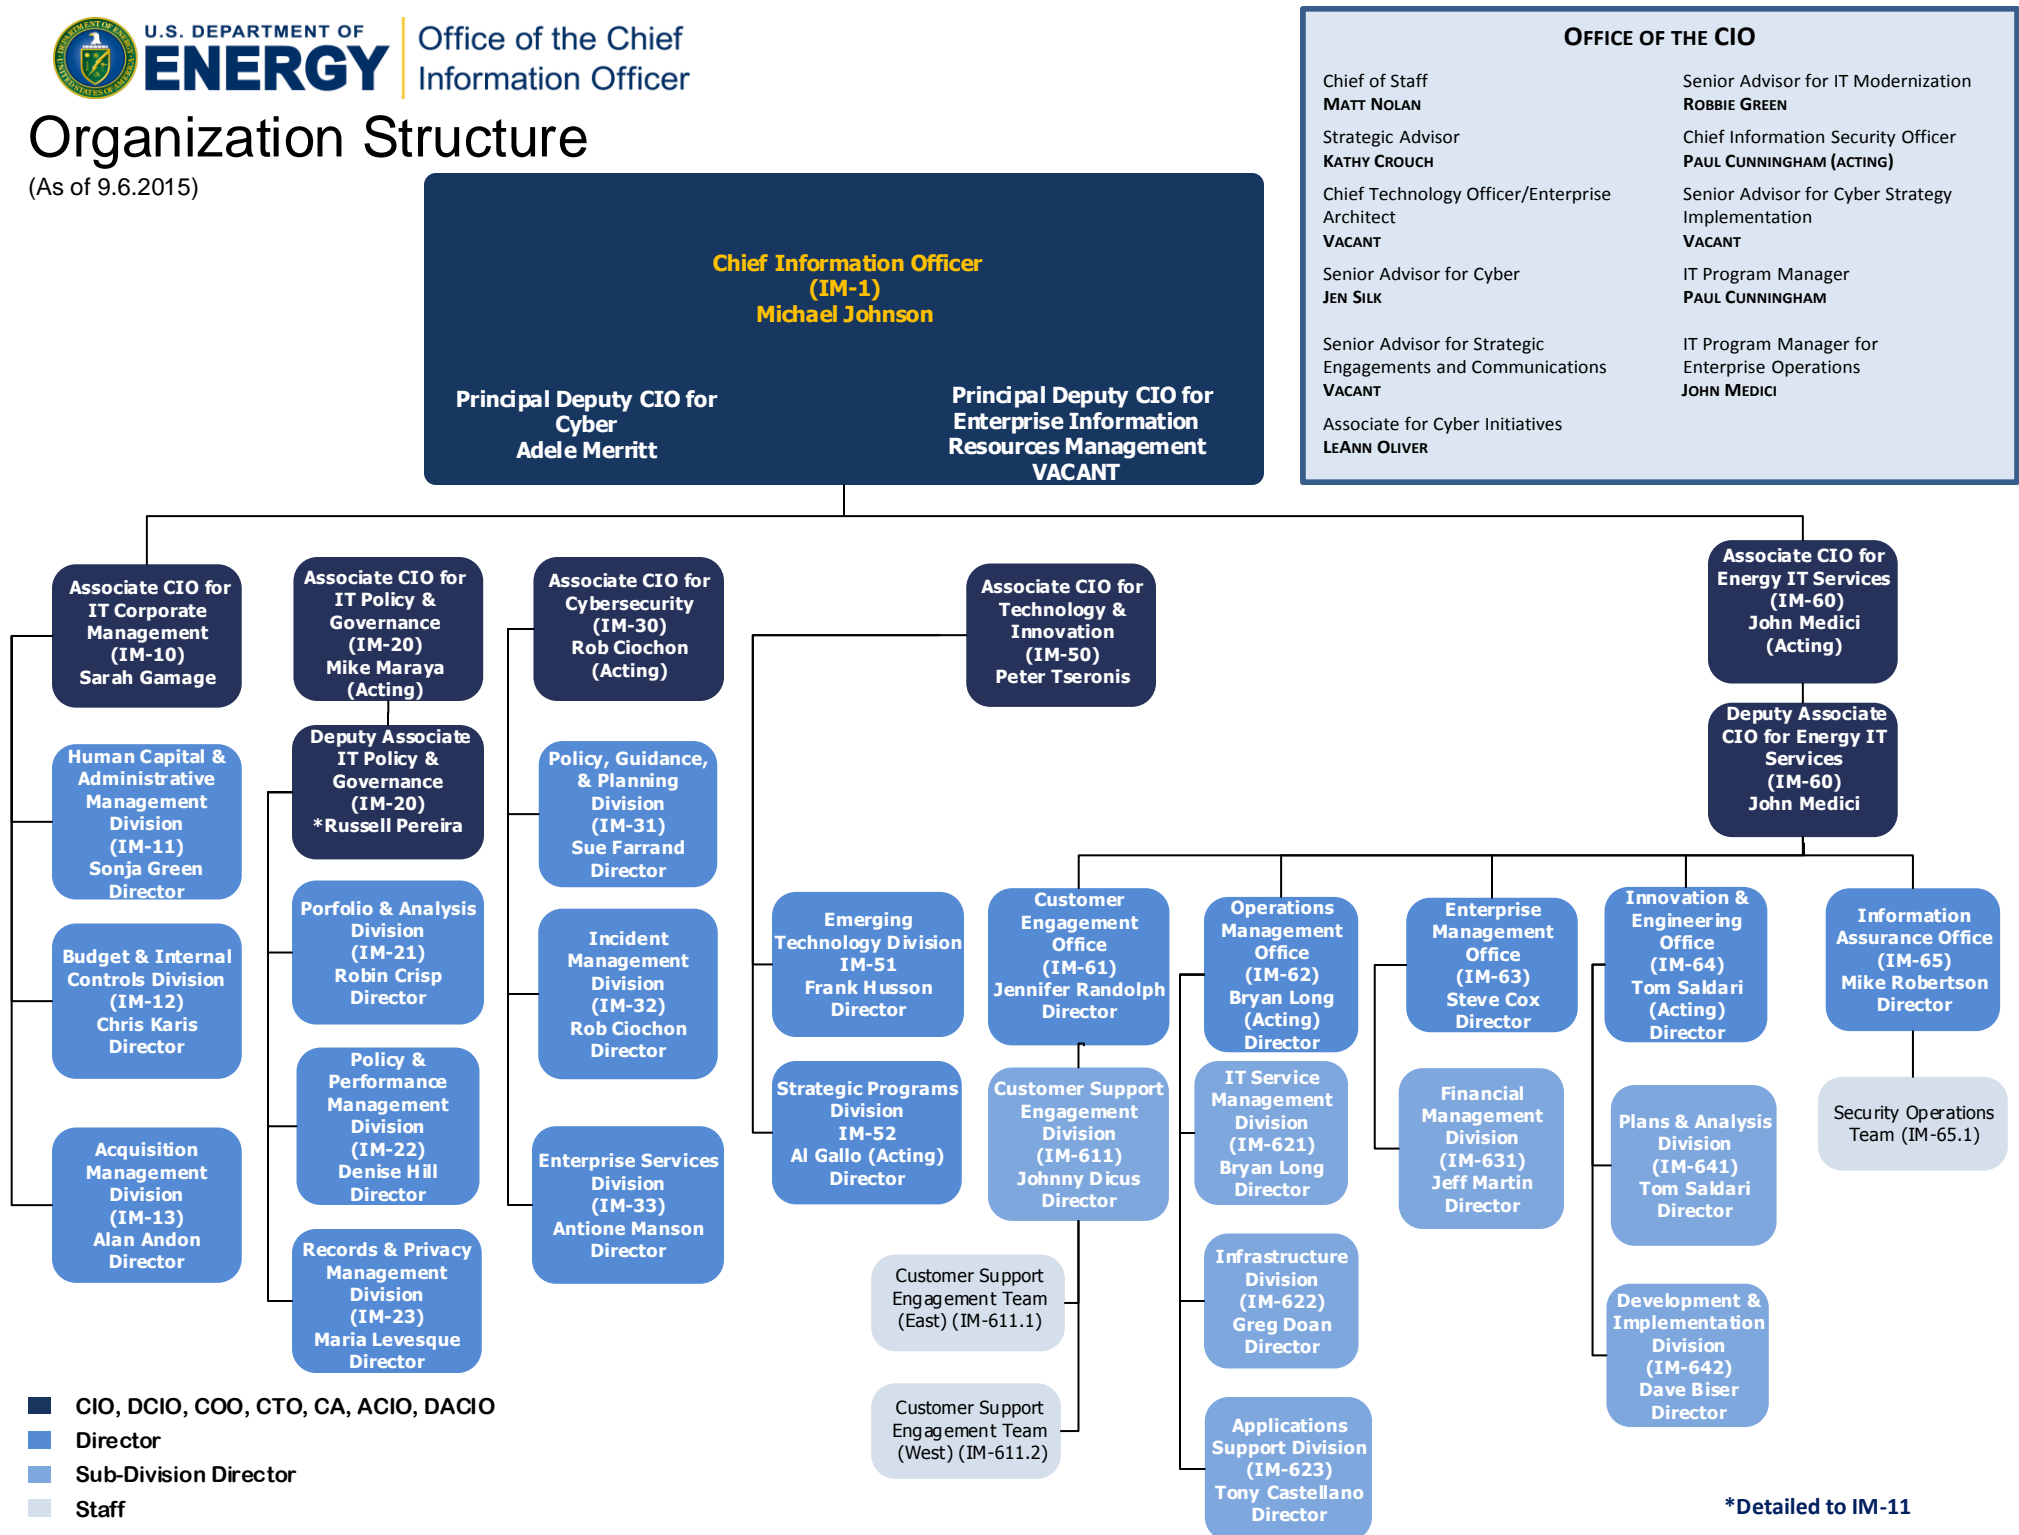 U.S. DEPARTMENT OF
ENERGY
Office of the Chief
Information Officer
Organization Structure
(As of 9.6.2015)
OFFICE OF THE CIO
Chief of Staff
MATT NOLAN
Strategic Advisor
KATHY CROUCH
Chief Technology Officer/Enterprise
Architect
VACANT
Senior Advisor for Cyber
JEN SILK
Senior Advisor for Strategic
Engagements and Communications
VACANT
Associate for Cyber Initiatives
LEANN OLIVER
Senior Advisor for IT Modernization
ROBBIE GREEN
Chief Information Security Officer
PAUL CUNNINGHAM (ACTING)
Senior Advisor for Cyber Strategy
Implementation
VACANT
IT Program Manager
PAUL CUNNINGHAM
IT Program Manager for
Enterprise Operations
JOHN MEDICI
Chief Information Officer
(IM-1)
Michael Johnson
Principal Deputy CIO for
Cyber
Adele Merritt
Principal Deputy CIO for
Enterprise Information
Resources Management
VACANT
Associate CIO for
IT Corporate
Management
(IM-10)
Sarah Gamage
Human Capital &
Administrative
Management
Division
(IM-11)
Sonja Green
Director
Budget & Internal
Controls Division
(IM-12)
Chris Karis
Director
Acquisition
Management
Division
(IM-13)
Alan Andon
Director
Associate CIO for
IT Policy &
Governance
(IM-20)
Mike Maraya
(Acting)
Deputy Associate
IT Policy &
Governance
(IM-20)
*Russell Pereira
Porfolio & Analysis
Division
(IM-21)
Robin Crisp
Director
Policy &
Performance
Management
Division
(IM-22)
Denise Hill
Director
Records & Privacy
Management
Division
(IM-23)
Maria Levesque
Director
Associate CIO for
Cybersecurity
(IM-30)
Rob Ciochon
(Acting)
Policy, Guidance,
& Planning
Division
(IM-31)
Sue Farrand
Director
Incident
Management
Division
(IM-32)
Rob Ciochon
Director
Enterprise Services
Division
(IM-33)
Antione Manson
Director
Associate CIO for
Technology &
Innovation
(IM-50)
Peter Tseronis
Emerging
Technology Division
IM-51
Frank Husson
Director
Strategic Programs
Division
IM-52
Al Gallo (Acting)
Director
Associate CIO for
Energy IT Services
(IM-60)
John Medici
(Acting)
Deputy Associate
CIO for Energy IT
Services
(IM-60)
John Medici
Customer
Engagement
Office
(IM-61)
Jennifer Randolph
Director
Customer Support
Engagement
Division
(IM-611)
Johnny Dicus
Director
Customer Support
Engagement Team
(East) (IM-611.1)
Customer Support
Engagement Team
(West) (IM-611.2)
Operations
Management
Office
(IM-62)
Bryan Long
(Acting)
Director
IT Service
Management
Division
(IM-621)
Bryan Long
Director
Infrastructure
Division
(IM-622)
Greg Doan
Director
Applications
Support Division
(IM-623)
Tony Castellano
Director
Enterprise
Management
Office
(IM-63)
Steve Cox
Director
Financial
Management
Division
(IM-631)
Jeff Martin
Director
Innovation &
Engineering
Office
(IM-64)
Tom Saldari
(Acting)
Director
Plans & Analysis
Division
(IM-641)
Tom Saldari
Director
Development &
Implementation
Division
(IM-642)
Dave Biser
Director
Information
Assurance Office
(IM-65)
Mike Robertson
Director
Security Operations
Team (IM-65.1)
CIO, DCIO, COO, CTO, CA, ACIO, DACIO
Director
Sub-Division Director
Staff
*Detailed to IM-11